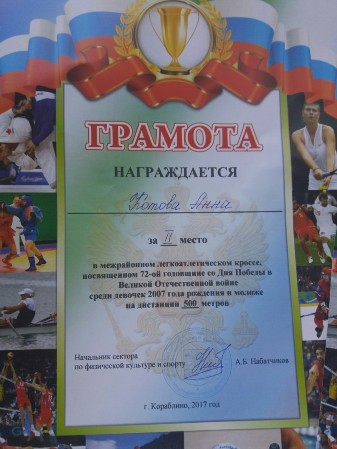 ГРАМОТА
НАГРАЖДАЕТСЯ
Котова Анна
за II место
в межрайонном легкоатлетическом кроссе,
посвященном 72-ой годовщине со Дня Победы в
Великой Отечественной войне
среди девочек 2007 года рождения и моложе
на дистанции 500 метров
Начальник сектора
по физической культуре и спорту А.Б. Набатчиков
г. Кораблино, 2017 год